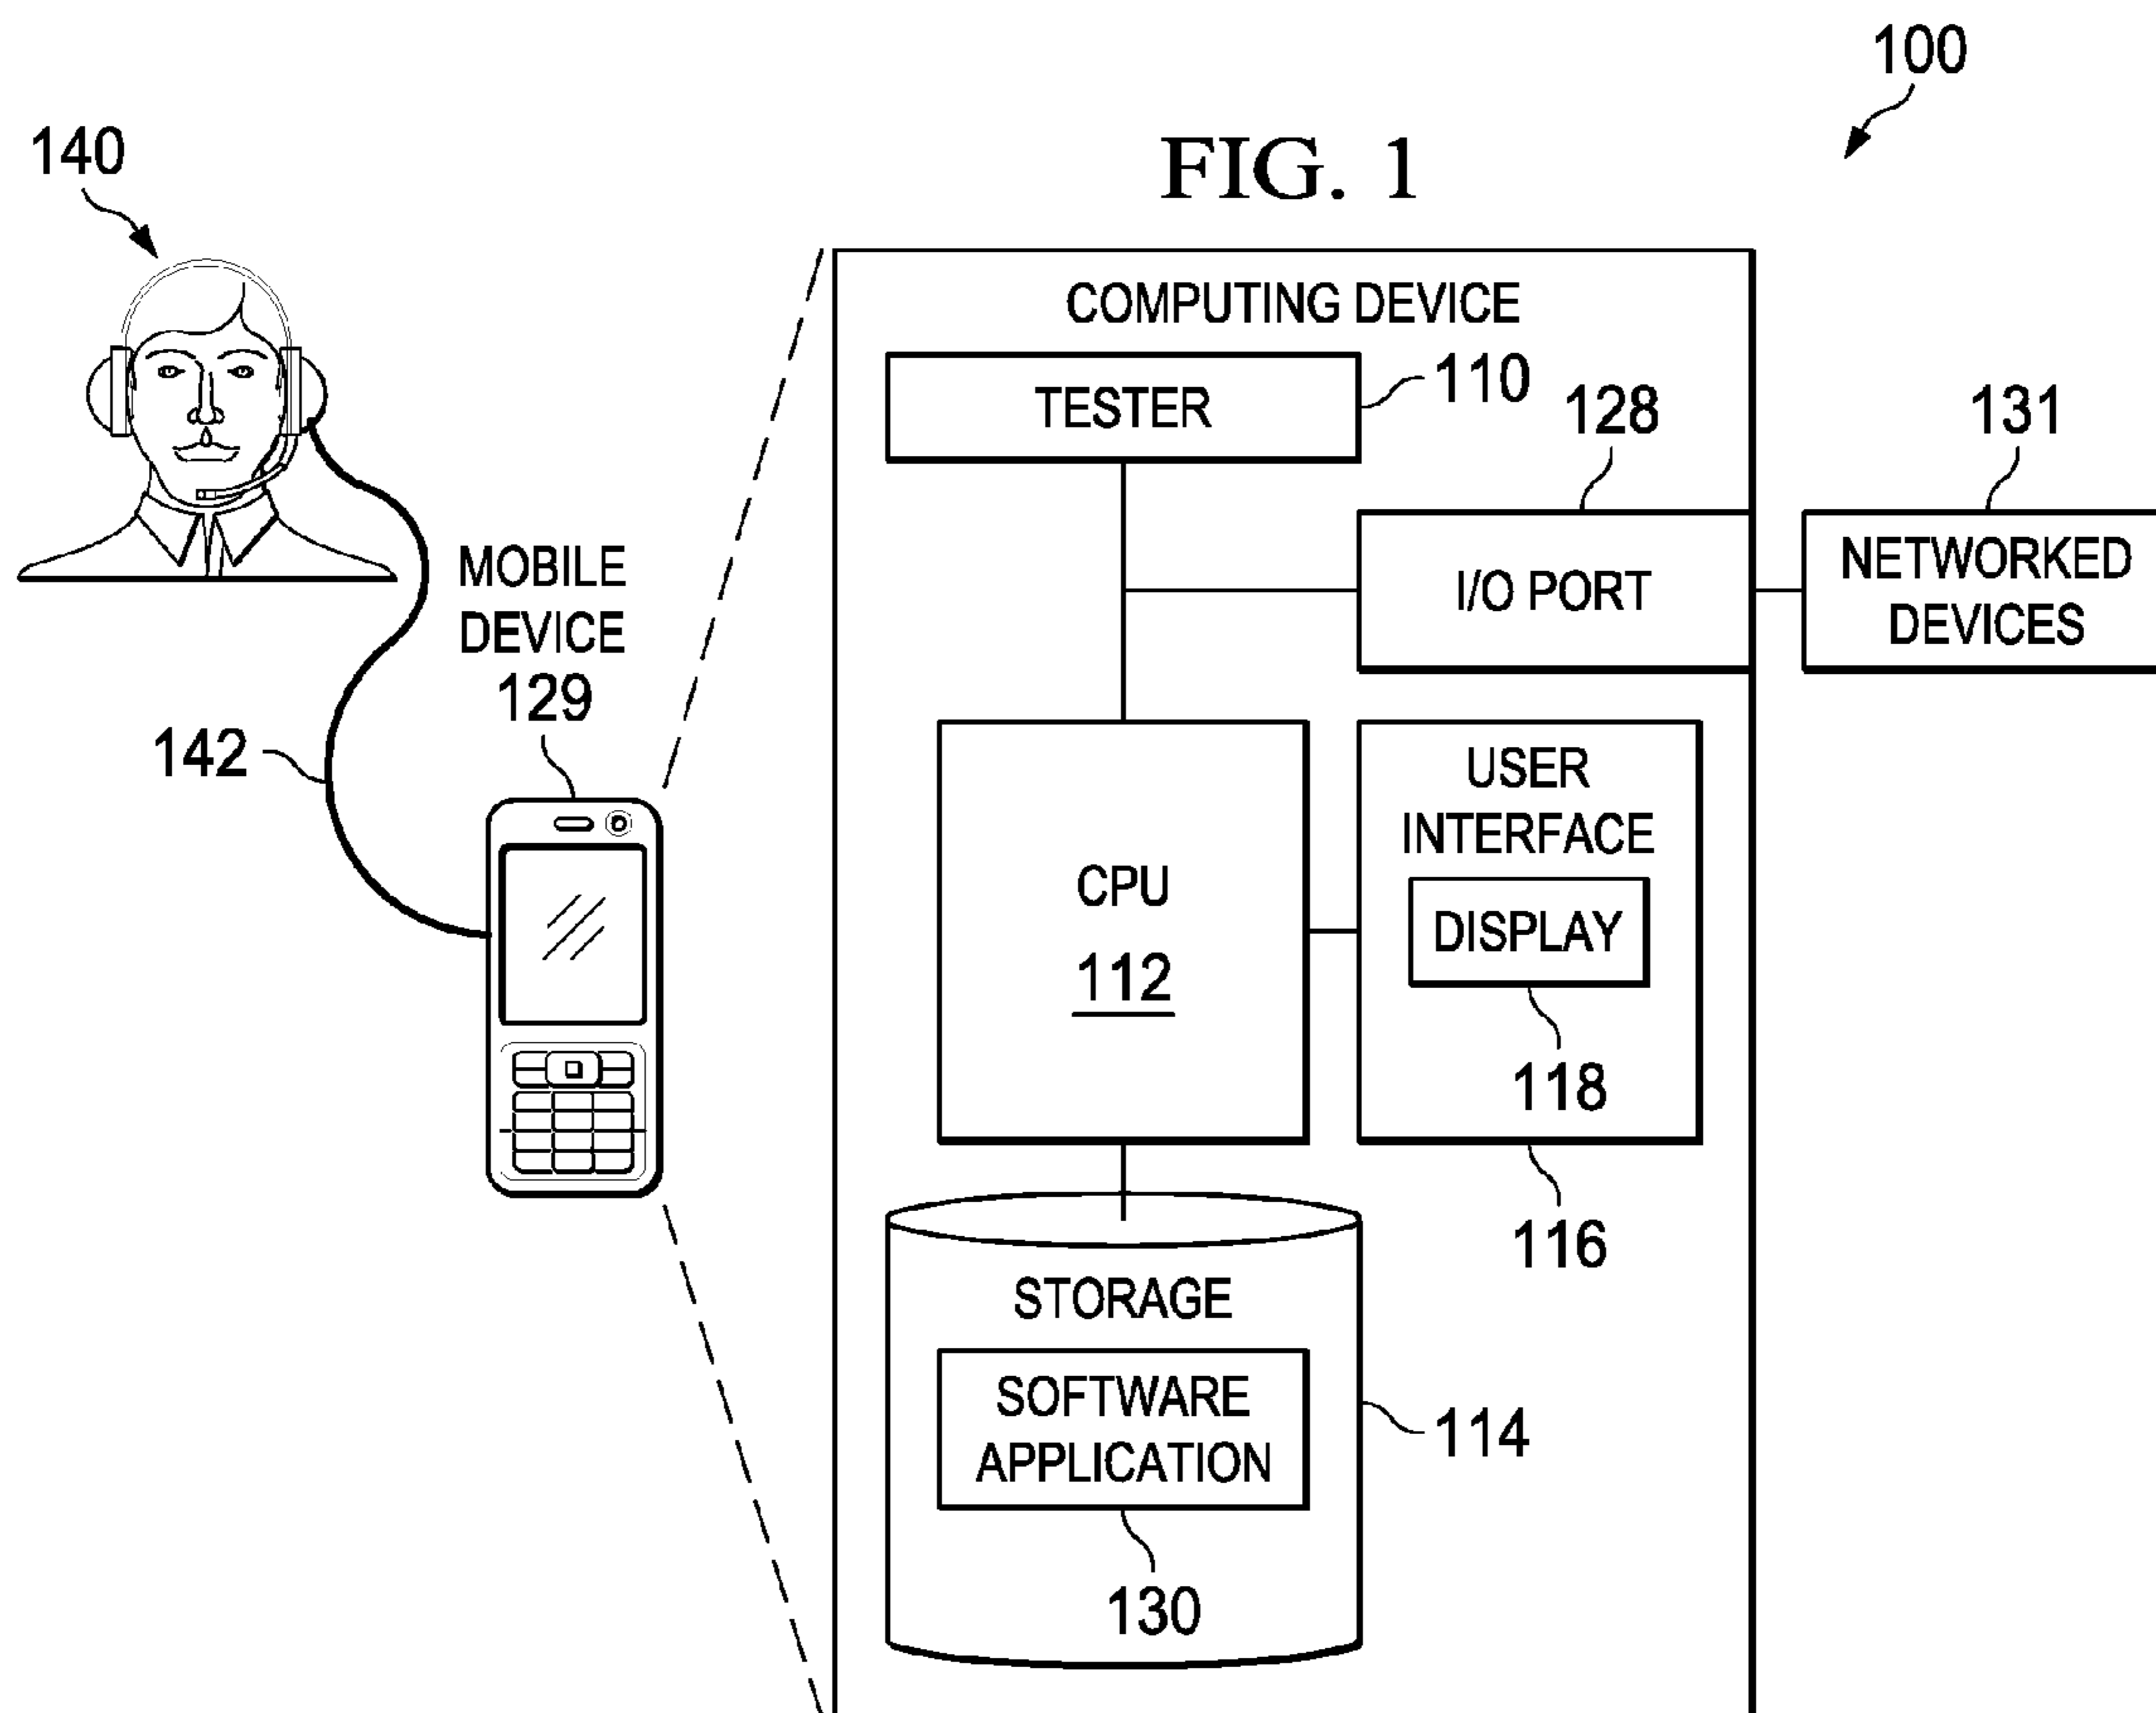 100
FIG. 1
140
COMPUTING DEVICE
TESTER
110
128
131
I/O PORT
NETWORKED
DEVICES
MOBILE
DEVICE
129
142
CPU
112
USER
INTERFACE
DISPLAY
118
116
STORAGE
SOFTWARE
APPLICATION
114
130